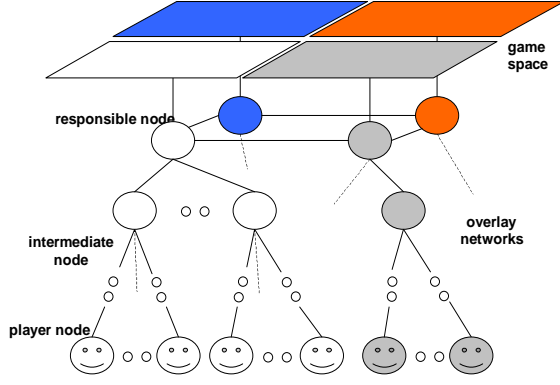 game
space
responsible node
overlay
networks
intermediate
node
player node